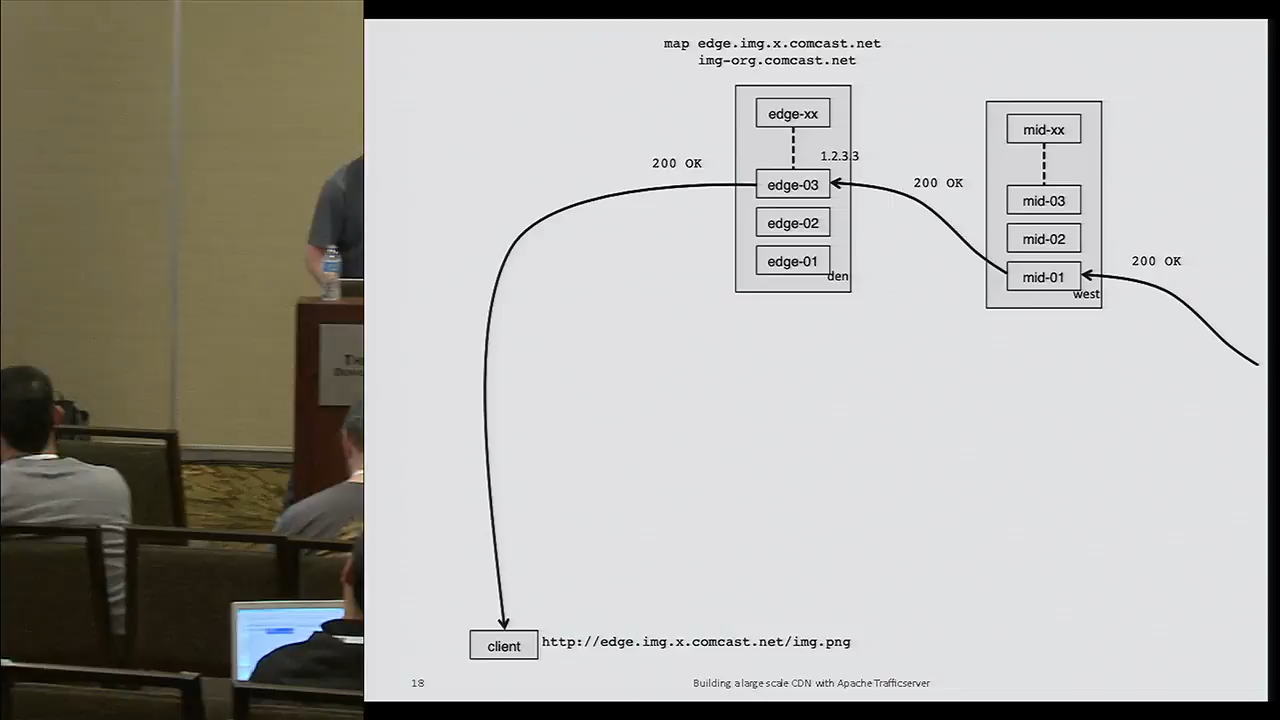 map edge.img.x.comcast.net
img-org.comcast.net
edge-xx
mid-xx
1.2.3.3
200 OK
edge-03
200 OK
mid-03
edge-02
mid-02
edge-01
den
200 OK
mid-01
west
client
http://edge.img.x.comcast.net/img.png
18
Building a large scale CDN with Apache Trafficserver